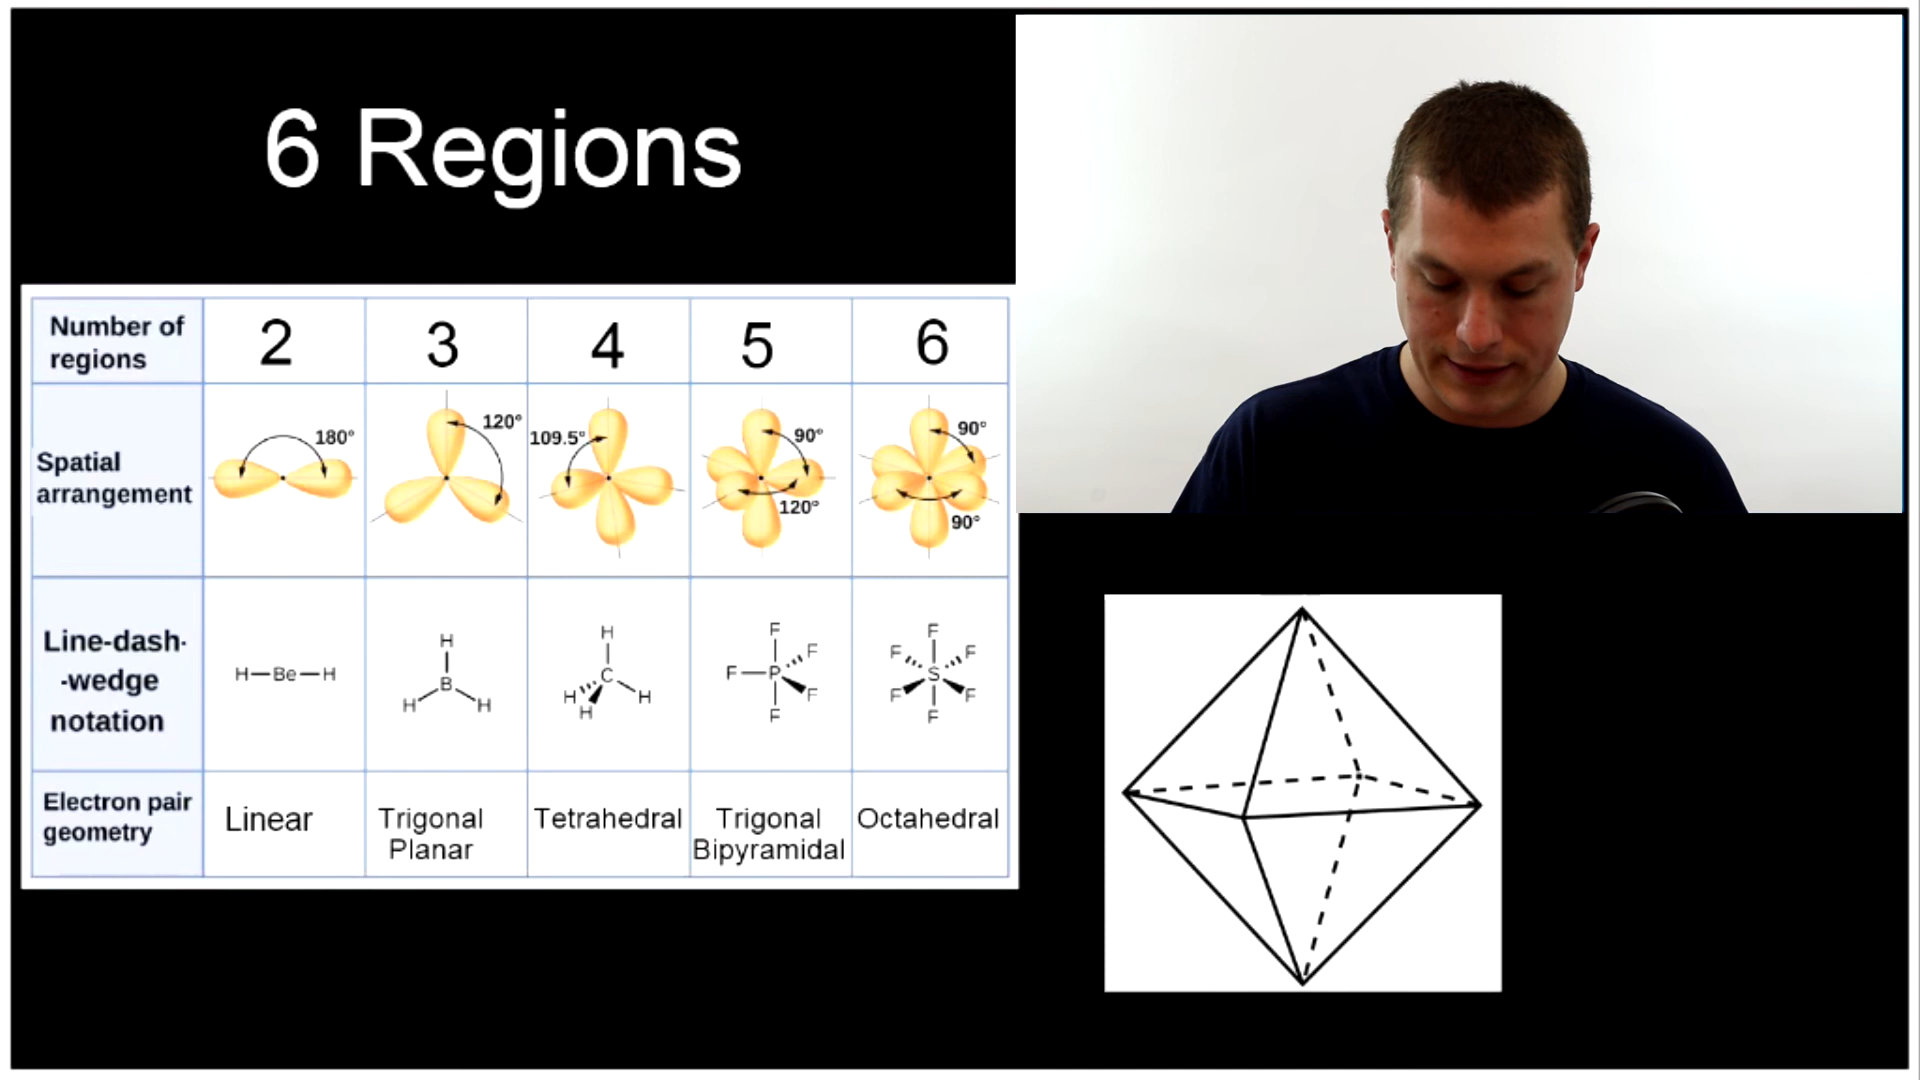 6 Regions
Number of
regions
2
3
4
5
6
Spatial
arrangement
180°
120°
109.5°
90°
120°
90°
90°
Line-dash-
-wedge
notation
H Be H
H
B
H H
H
C
H H
H
F
F
F P
F
F
F
F F
S
F F
F
Electron pair
geometry
Linear
Trigonal
Planar
Tetrahedral
Trigonal
Bipyramidal
Octahedral